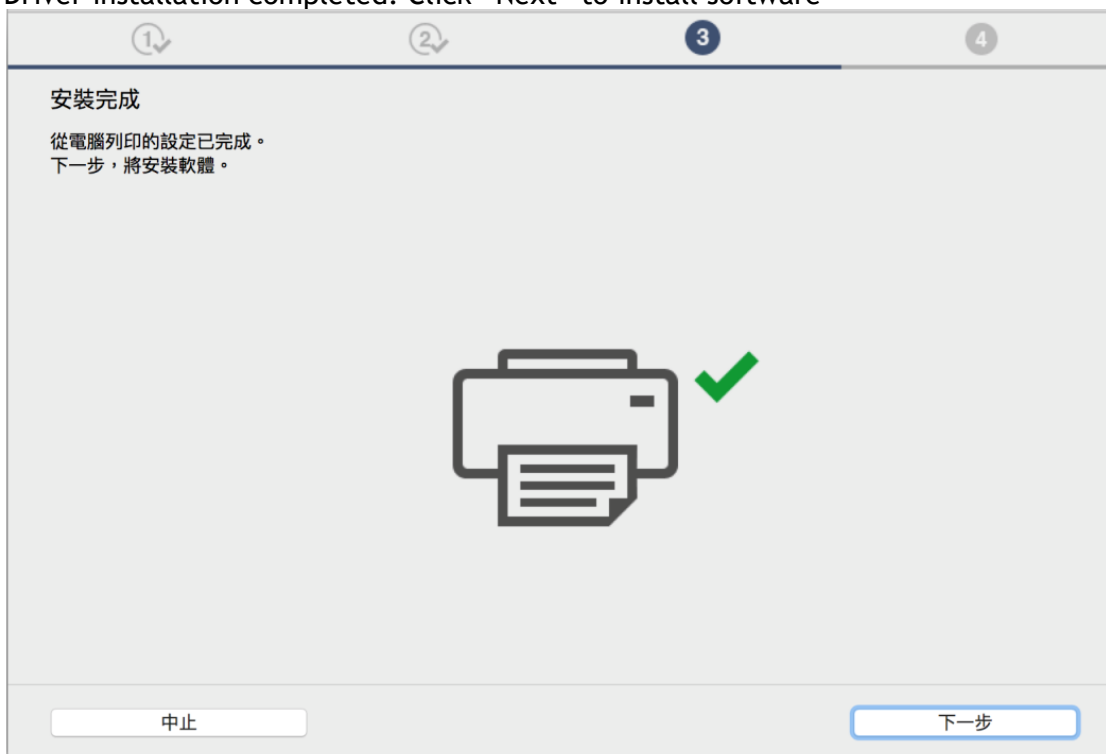 Driver installation completed. Click "Next" to install software
1 2 3 4
安裝完成
從電腦列印的設定已完成。
下一步，將安裝軟體。
中止 下一步